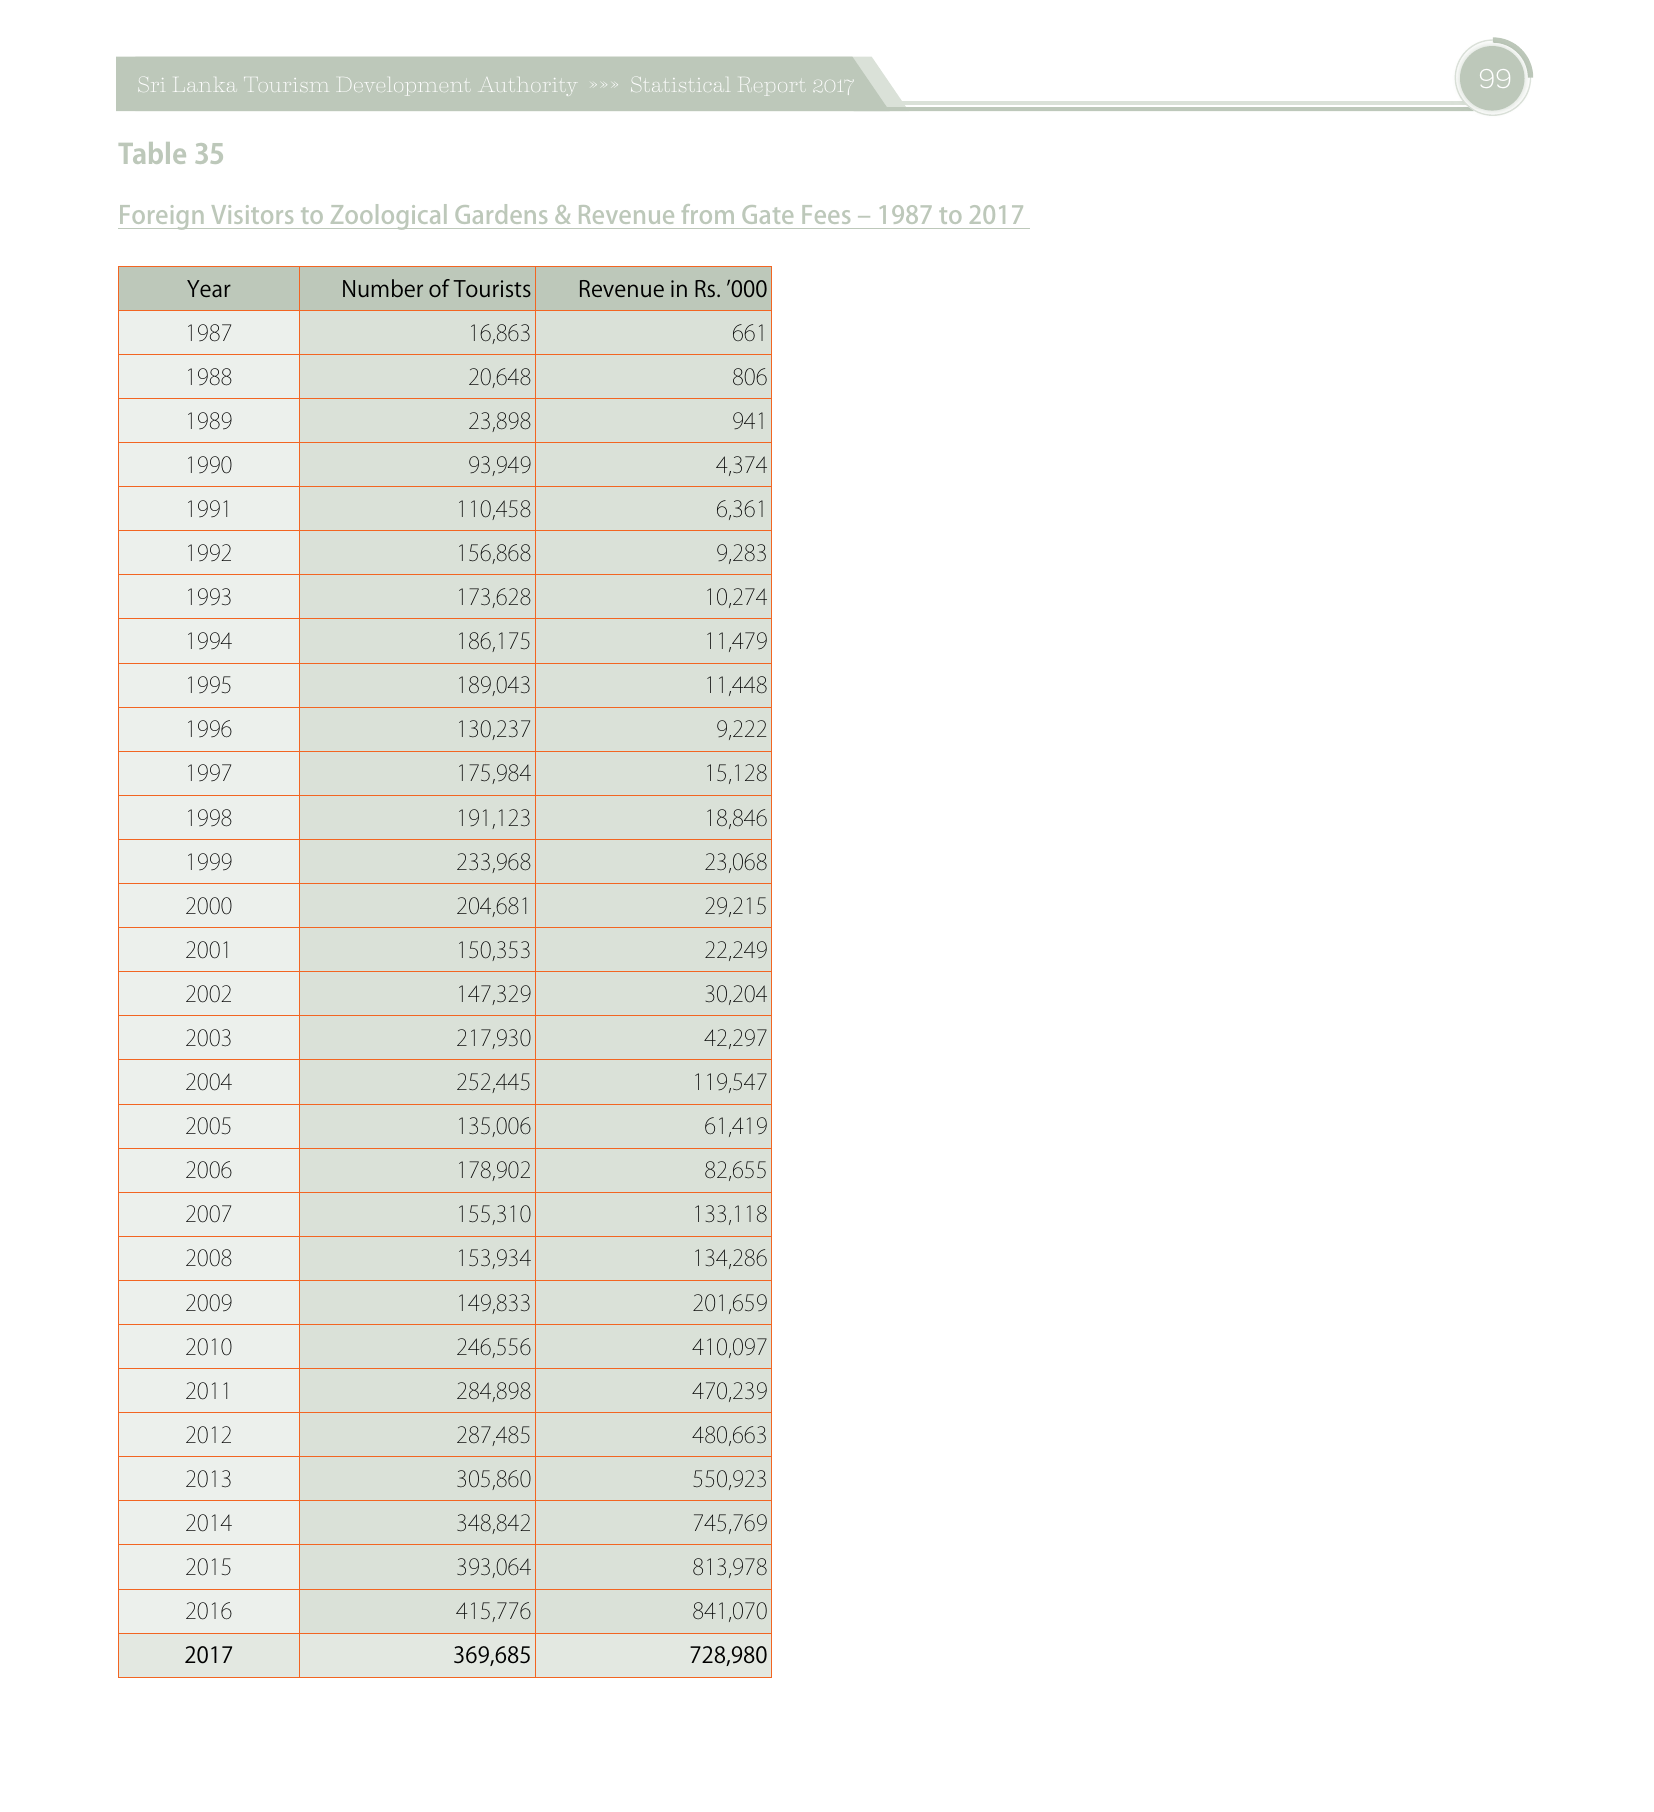 Sri Lanka Tourism Development Authority »»» Statistical Report 2017
99
Table 35
Foreign Visitors to Zoological Gardens & Revenue from Gate Fees – 1987 to 2017
Year Number of Tourists Revenue in Rs. ’000
1987 16,863 661
1988 20,648 806
1989 23,898 941
1990 93,949 4,374
1991 110,458 6,361
1992 156,868 9,283
1993 173,628 10,274
1994 186,175 11,479
1995 189,043 11,448
1996 130,237 9,222
1997 175,984 15,128
1998 191,123 18,846
1999 233,968 23,068
2000 204,681 29,215
2001 150,353 22,249
2002 147,329 30,204
2003 217,930 42,297
2004 252,445 119,547
2005 135,006 61,419
2006 178,902 82,655
2007 155,310 133,118
2008 153,934 134,286
2009 149,833 201,659
2010 246,556 410,097
2011 284,898 470,239
2012 287,485 480,663
2013 305,860 550,923
2014 348,842 745,769
2015 393,064 813,978
2016 415,776 841,070
2017 369,685 728,980